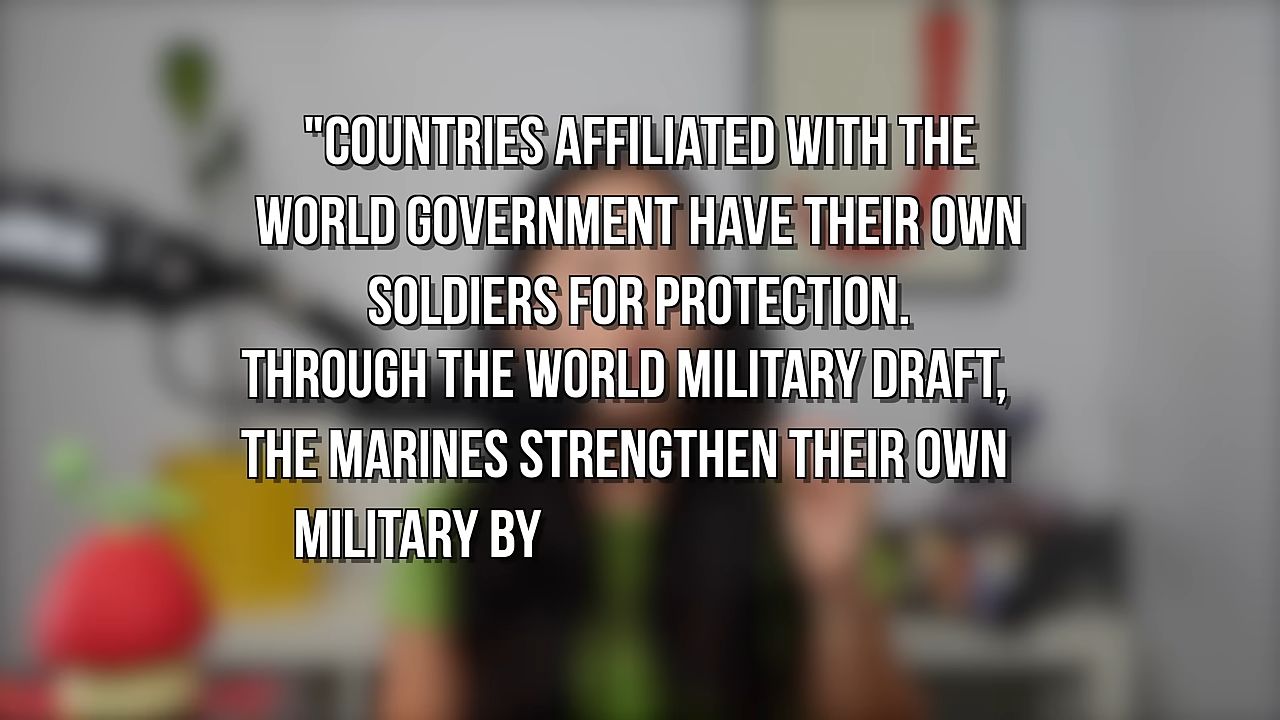 "COUNTRIES AFFILIATED WITH THE
WORLD GOVERNMENT HAVE THEIR OWN
SOLDIERS FOR PROTECTION.
THROUGH THE WORLD MILITARY DRAFT,
THE MARINES STRENGTHEN THEIR OWN
MILITARY BY